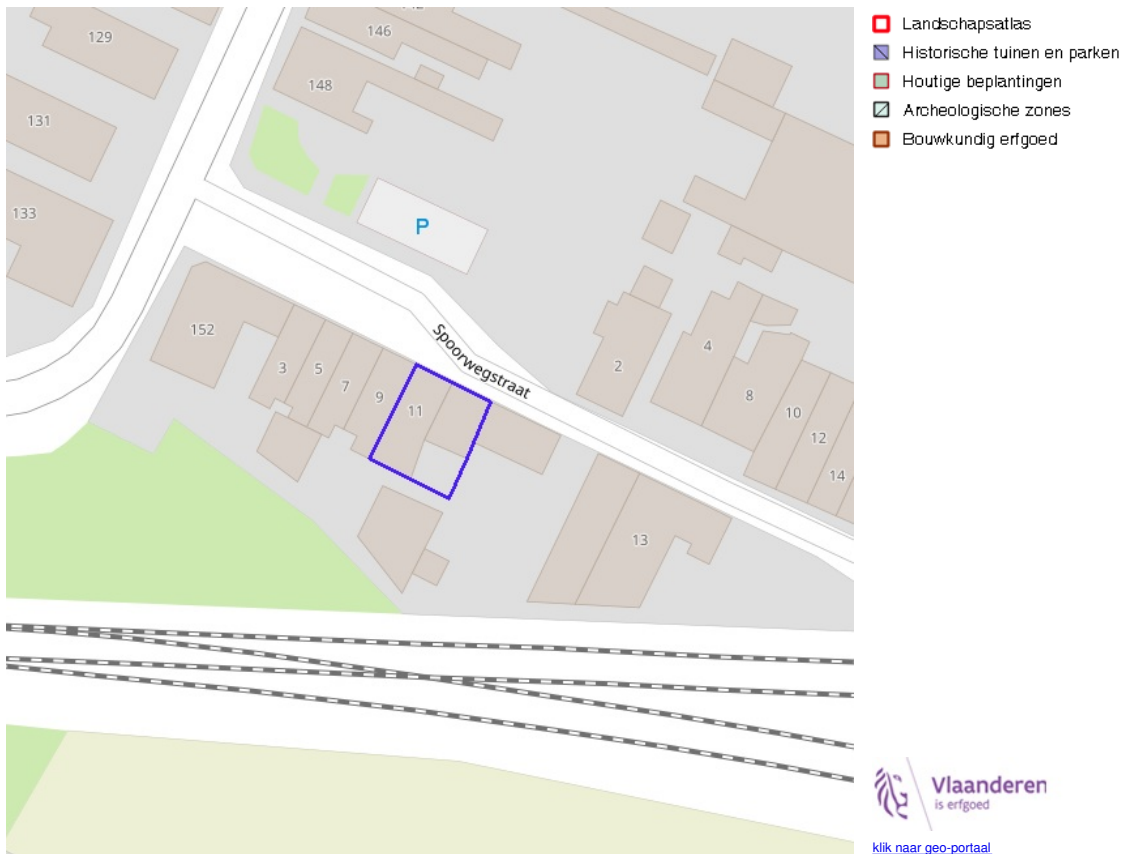 129
146
148
131
133
P
152
3
5
7
9
11
Spoorwegstraat
2
4
8
10
12
14
13
Landschapsatlas
Historische tuinen en parken
Houtige beplantingen
Archeologische zones
Bouwkundig erfgoed
Vlaanderen
is erfgoed
klik naar geo-portaal